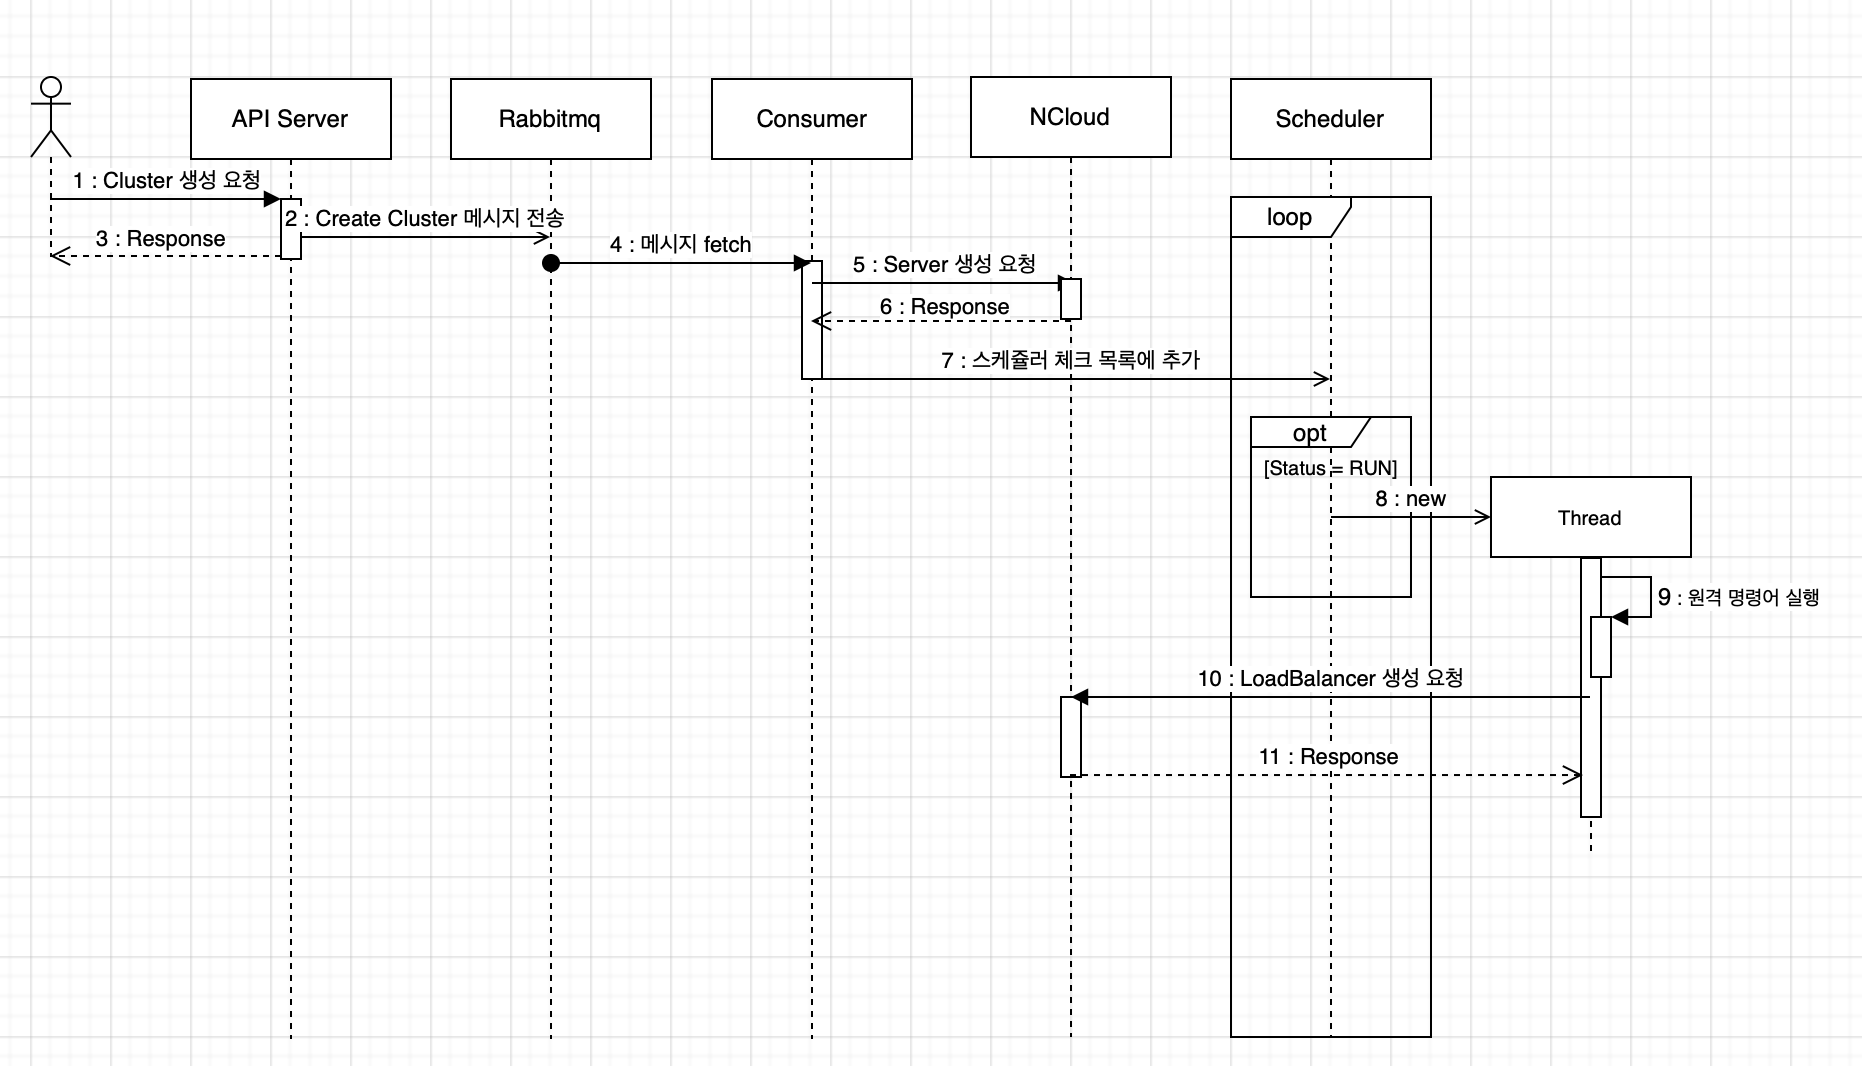 API Server
Rabbitmq
Consumer
NCloud
Scheduler
1 : Cluster 생성 요청
2 : Create Cluster 메시지 전송
3 : Response
4 : 메시지 fetch
5 : Server 생성 요청
6 : Response
7 : 스케쥴러 체크 목록에 추가
loop
opt
[Status = RUN]
8 : new
Thread
9 : 원격 명령어 실행
10 : LoadBalancer 생성 요청
11 : Response